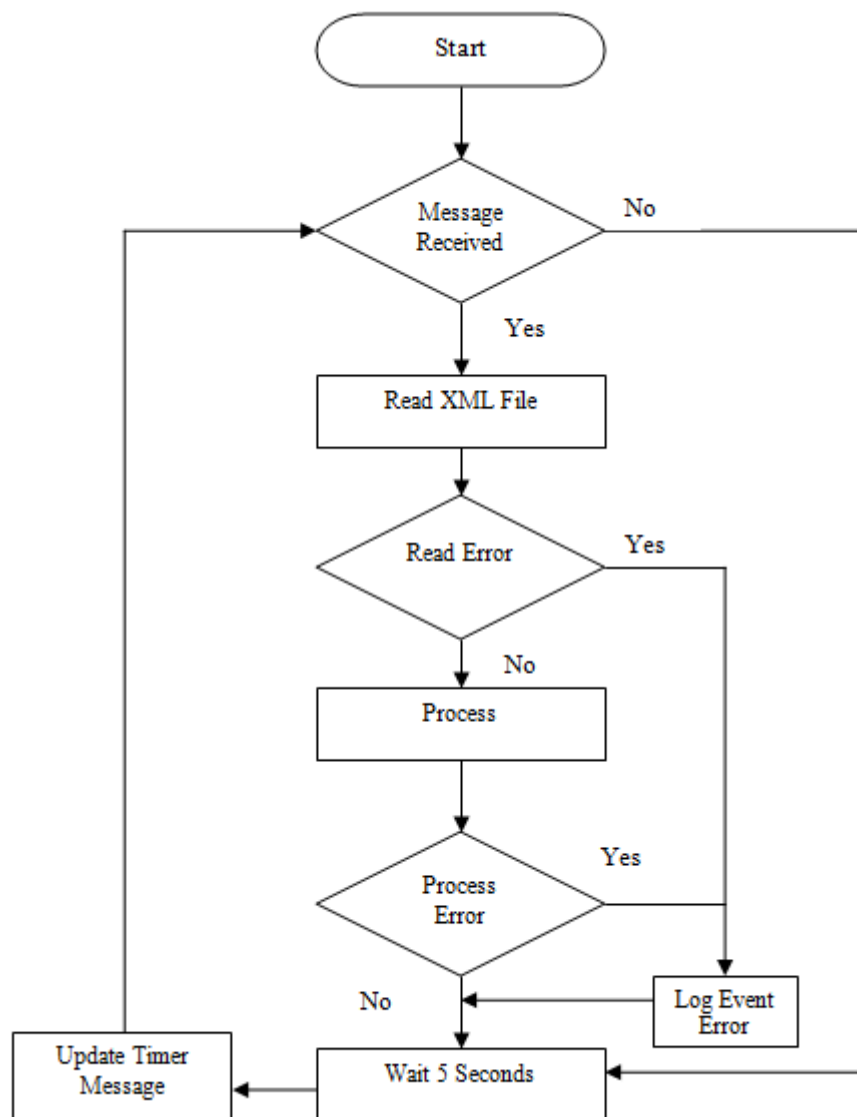 Start
Message
Received
No
Yes
Read XML File
Read Error
Yes
No
Process
Process
Error
Yes
No
Log Event
Error
Update Timer
Message
Wait 5 Seconds